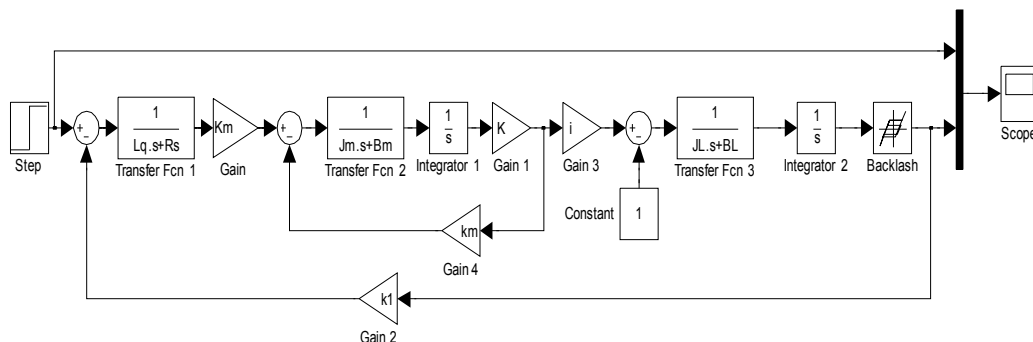 Step
+
−
1
Lq.s+Rs
Transfer Fcn 1
Km
Gain
+
−
1
Jm.s+Bm
Transfer Fcn 2
1
s
Integrator 1
K
Gain 1
i
Gain 3
+
−
1
JL.s+BL
Transfer Fcn 3
1
s
Integrator 2
Backlash
Scope
Constant
1
km
Gain 4
k1
Gain 2